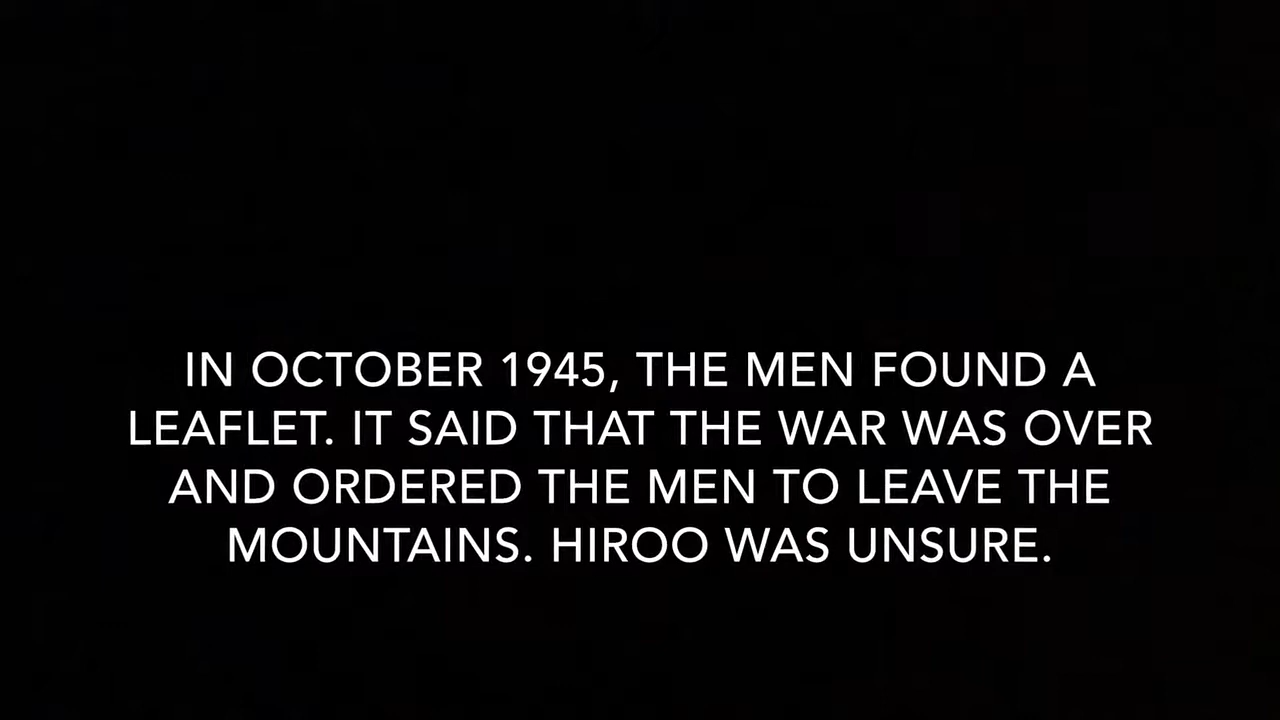 IN OCTOBER 1945, THE MEN FOUND A
LEAFLET. IT SAID THAT THE WAR WAS OVER
AND ORDERED THE MEN TO LEAVE THE
MOUNTAINS. HIROO WAS UNSURE.